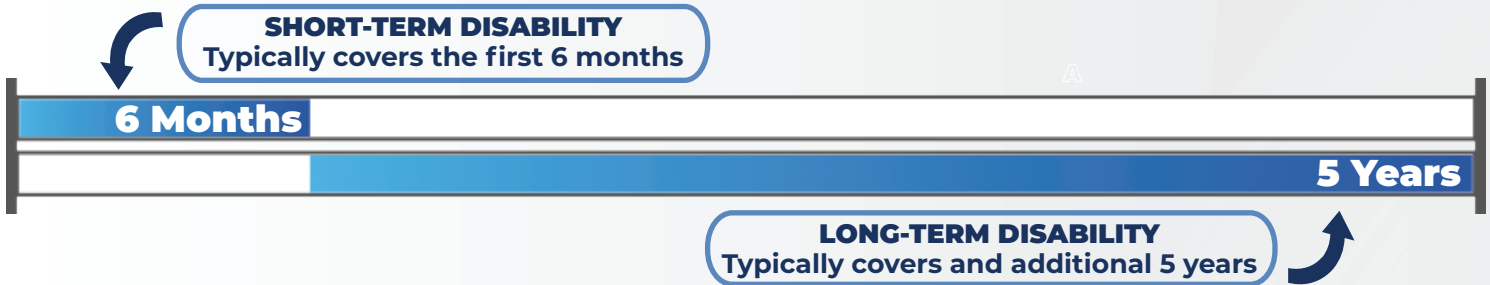 SHORT-TERM DISABILITY
Typically covers the first 6 months
A
6 Months
5 Years
LONG-TERM DISABILITY
Typically covers and additional 5 years